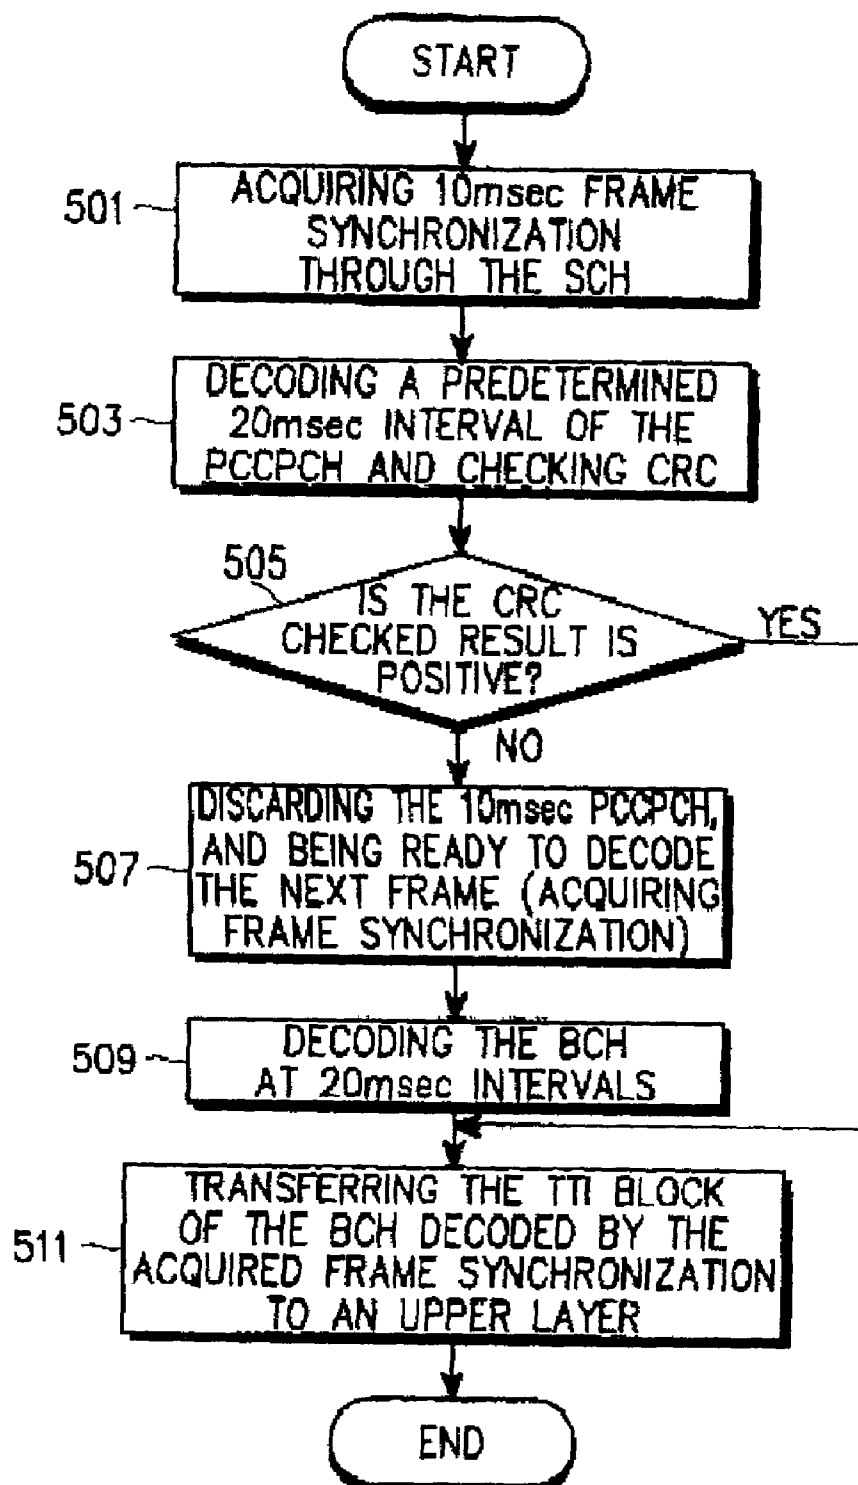 START
501
ACQUIRING 10msec FRAME
SYNCHRONIZATION
THROUGH THE SCH
503
DECODING A PREDETERMINED
20msec INTERVAL OF THE
PCCPCH AND CHECKING CRC
505
IS THE CRC
CHECKED RESULT IS
POSITIVE?
YES
NO
507
DISCARDING THE 10msec PCCPCH,
AND BEING READY TO DECODE
THE NEXT FRAME (ACQUIRING
FRAME SYNCHRONIZATION)
509
DECODING THE BCH
AT 20msec INTERVALS
511
TRANSFERRING THE TTI BLOCK
OF THE BCH DECODED BY THE
ACQUIRED FRAME SYNCHRONIZATION
TO AN UPPER LAYER
END